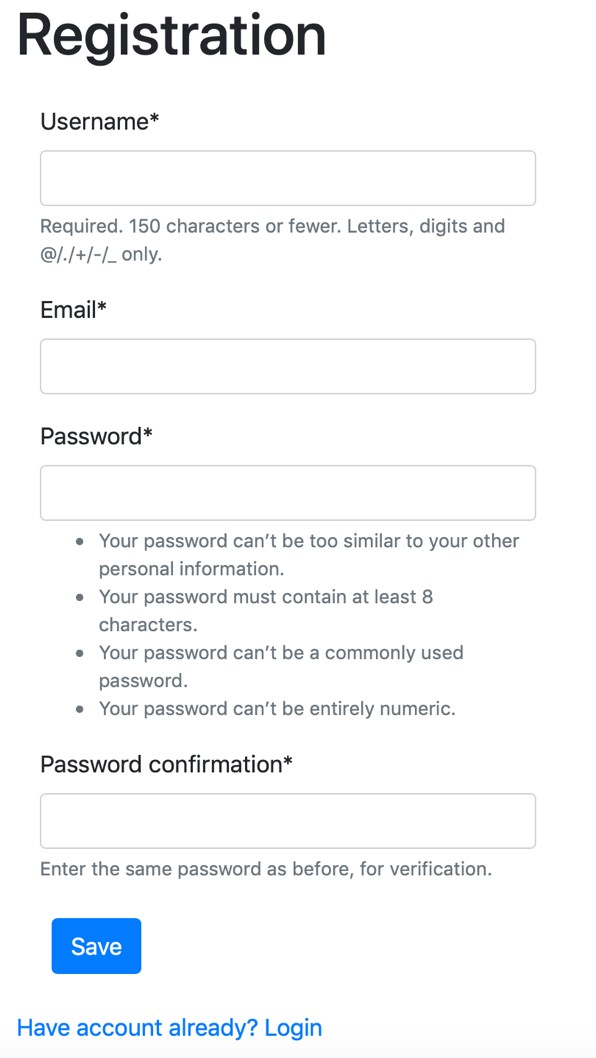 Registration
Username*
Required. 150 characters or fewer. Letters, digits and
@/./+/-/_ only.
Email*
Password*
• Your password can’t be too similar to your other
personal information.
• Your password must contain at least 8
characters.
• Your password can’t be a commonly used
password.
• Your password can’t be entirely numeric.
Password confirmation*
Enter the same password as before, for verification.
Save
Have account already? Login